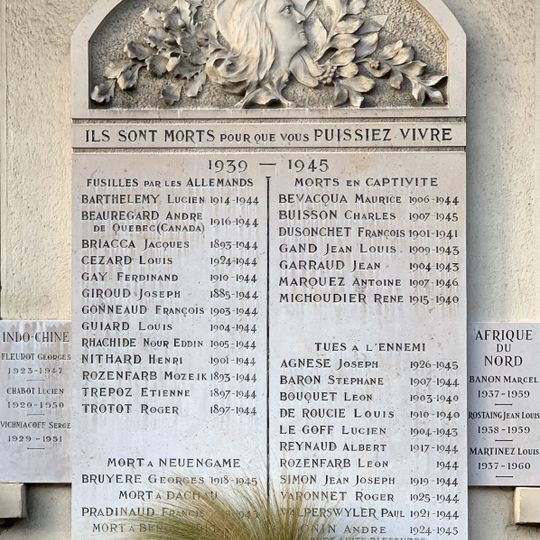 ILS SONT MORTS POUR QUE VOUS PUISSIEZ VIVRE
1939 — 1945
FUSILLES PAR LES ALLEMANDS
BARTHELEMY LUCIEN 1914-1944
BEAUREGARD ANDRE
DE QUEBEC (CANADA) 1916-1944
BRIACCA JACQUES 1893-1944
CEZARD LOUIS 1924-1944
GAY FERDINAND 1910-1944
GIROUD JOSEPH 1885-1944
GONNEAUD FRANÇOIS 1903-1944
GUIARD LOUIS 1904-1944
RHACHIDE NOUR EDDIN 1905-1944
NITHARD HENRI 1901-1944
ROZENFARB MOZEIK 1893-1944
TREPOZ ETIENNE 1897-1944
TROTOT ROGER 1897-1944
MORT A NEUENGAME
BRUYERE GEORGES 1918-1945
MORT A DACHAU
PRADINAUD
MORT A
MORTS EN CAPTIVITE
BEVACQUA MAURICE 1906-1944
BUISSON CHARLES 1907-1945
DUSONCHET FRANÇOIS 1901-1941
GAND JEAN LOUIS 1909-1943
GARRAUD JEAN 1904-1943
MARQUEZ ANTOINE 1907-1946
MICHOUDIER RENE 1915-1940
TUES A L'ENNEMI
AGNESE JOSEPH 1926-1945
BARON STEPHANE 1907-1944
BOUQUET LEON 1903-1940
DE ROUCIE LOUIS 1910-1940
LE GOFF LUCIEN 1904-1943
REYNAUD ALBERT 1917-1944
ROZENFARB LEON 1944
SIMON JEAN JOSEPH 1919-1944
VARONNET ROGER 1925-1944
WALPERSWYLER PAUL 1921-1944
ANDRE 1924-1945
INDO-CHINE
FLEUROT GEORGES
1923-1947
CHABOT LUCIEN
1920-1950
VICHNIACOFF SERGE
1929-1951
AFRIQUE
DU
NORD
BANON MARCEL
1937-1959
ROSTAING JEAN LOUIS
1938-1959
MARTINEZ LOUIS
1937-1960